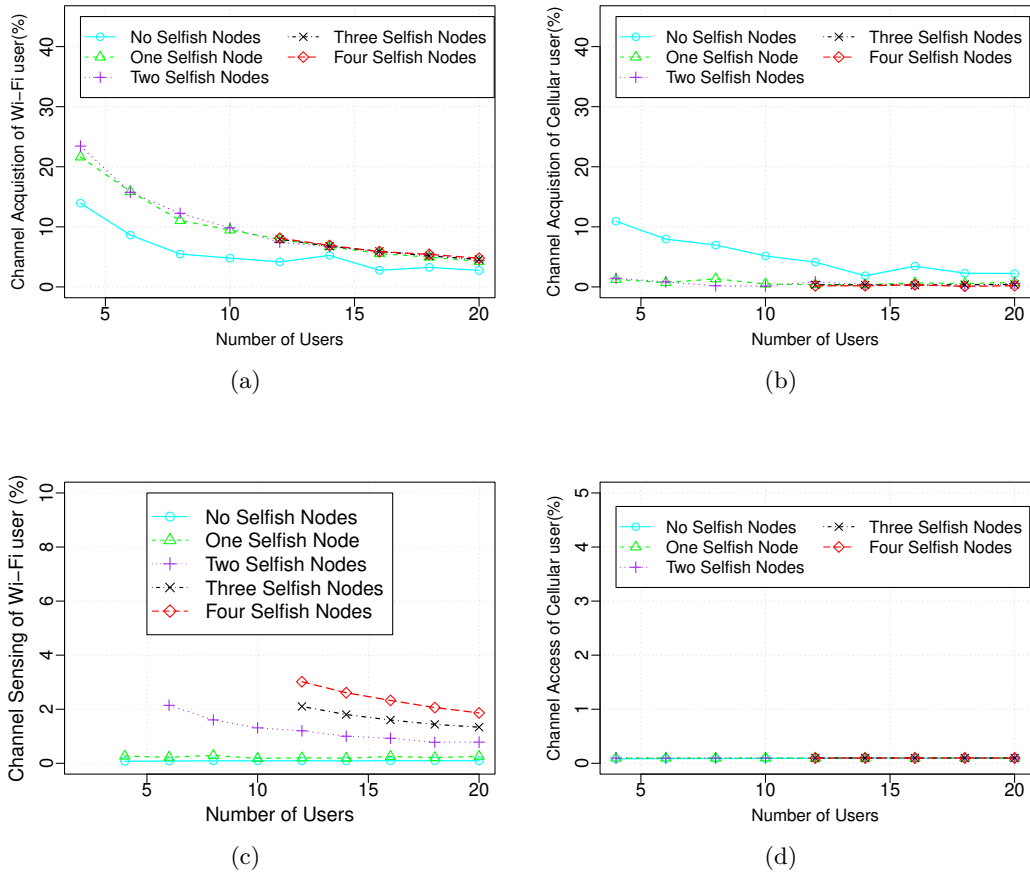 Channel Acquistion of Wi−Fi user(%)
0 10 20 30 40
No Selfish Nodes
One Selfish Node
Two Selfish Nodes
Three Selfish Nodes
Four Selfish Nodes
5 10 15 20
Number of Users
(a)
Channel Acquisition of Cellular user(%)
0 10 20 30 40
No Selfish Nodes
One Selfish Node
Two Selfish Nodes
Three Selfish Nodes
Four Selfish Nodes
5 10 15 20
Number of Users
(b)
Channel Sensing of Wi−Fi user (%)
0 2 4 6 8 10
No Selfish Nodes
One Selfish Node
Two Selfish Nodes
Three Selfish Nodes
Four Selfish Nodes
5 10 15 20
Number of Users
(c)
Channel Access of Cellular user(%)
0 1 2 3 4 5
No Selfish Nodes
One Selfish Node
Two Selfish Nodes
Three Selfish Nodes
Four Selfish Nodes
5 10 15 20
Number of Users
(d)